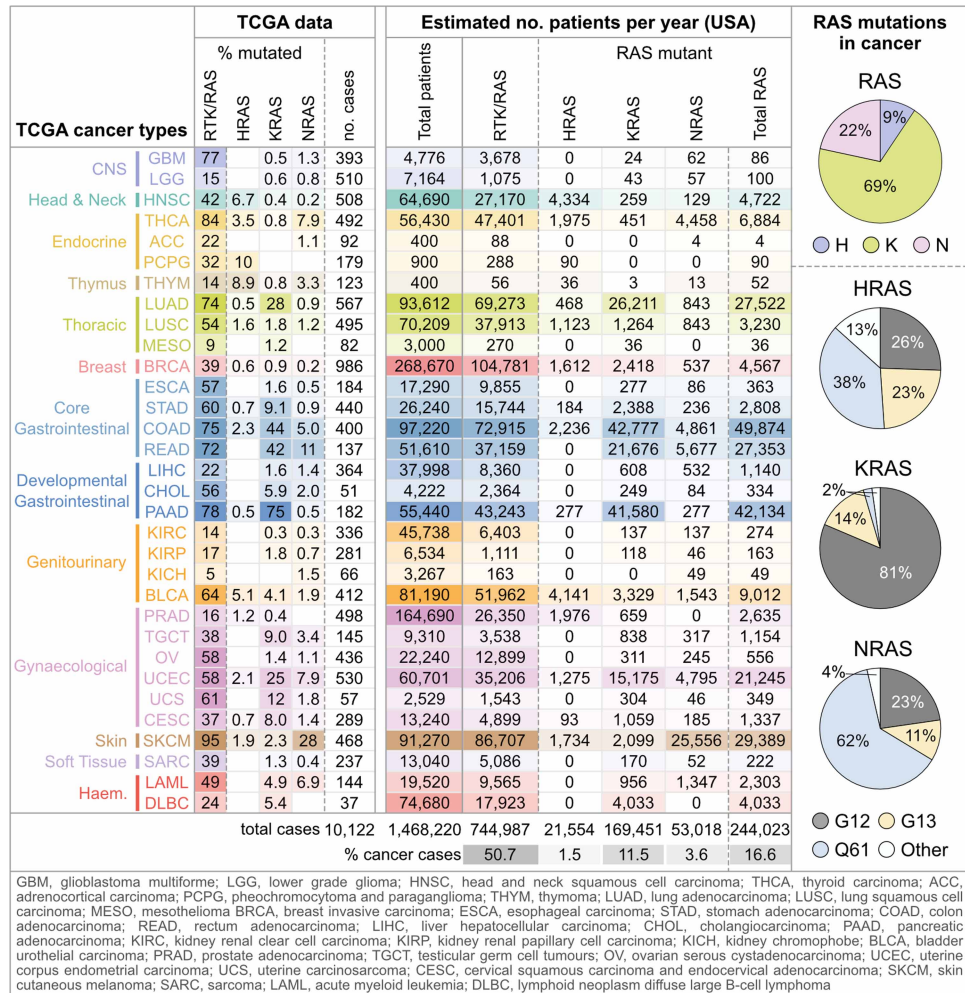 TCGA data
Estimated no. patients per year (USA)
RAS mutations
in cancer
% mutated
RAS mutant
TCGA cancer types
RTK/RAS
HRAS
KRAS
NRAS
no. cases
Total patients
RTK/RAS
HRAS
KRAS
NRAS
Total RAS
CNS
GBM 77 0.5 1.3 393 4,776 3,678 0 24 62 86
LGG 15 0.6 0.8 510 7,164 1,075 0 43 57 100
Head & Neck HNSC 42 6.7 0.4 0.2 508 64,690 27,170 4,334 259 129 4,722
Endocrine
THCA 84 3.5 0.8 7.9 492 56,430 47,401 1,975 451 4,458 6,884
ACC 22 1.1 92 400 88 0 0 4 4
PCPG 32 10 179 900 288 90 0 0 90
Thymus THYM 14 8.9 0.8 3.3 123 400 56 36 3 13 52
Thoracic
LUAD 74 0.5 28 0.9 567 93,612 69,273 468 26,211 843 27,522
LUSC 54 1.6 1.8 1.2 495 70,209 37,913 1,123 1,264 843 3,230
MESO 9 1.2 82 3,000 270 0 36 0 36
Breast BRCA 39 0.6 0.9 0.2 986 268,670 104,781 1,612 2,418 537 4,567
Core
Gastrointestinal
ESCA 57 1.6 0.5 184 17,290 9,855 0 277 86 363
STAD 60 0.7 9.1 0.9 440 26,240 15,744 184 2,388 236 2,808
COAD 75 2.3 44 5.0 400 97,220 72,915 2,236 42,777 4,861 49,874
READ 72 42 11 137 51,610 37,159 0 21,676 5,677 27,353
Developmental
Gastrointestinal
LIHC 22 1.6 1.4 364 37,998 8,360 0 608 532 1,140
CHOL 56 5.9 2.0 51 4,222 2,364 0 249 84 334
PAAD 78 0.5 75 0.5 182 55,440 43,243 277 41,580 277 42,134
Genitourinary
KIRC 14 0.3 0.3 336 45,738 6,403 0 137 137 274
KIRP 17 1.8 0.7 281 6,534 1,111 0 118 46 163
KICH 5 1.5 66 3,267 163 0 0 49 49
BLCA 64 5.1 4.1 1.9 412 81,190 51,962 4,141 3,329 1,543 9,012
Gynaecological
PRAD 16 1.2 0.4 498 164,690 26,350 1,976 659 0 2,635
TGCT 38 9.0 3.4 145 9,310 3,538 0 838 317 1,154
OV 58 1.4 1.1 436 22,240 12,899 0 311 245 556
UCEC 58 2.1 25 7.9 530 60,701 35,206 1,275 15,175 4,795 21,245
UCS 61 12 1.8 57 2,529 1,543 0 304 46 349
CESC 37 0.7 8.0 1.4 289 13,240 4,899 93 1,059 185 1,337
Skin SKCM 95 1.9 2.3 28 468 91,270 86,707 1,734 2,099 25,556 29,389
Soft Tissue SARC 39 1.3 0.4 237 13,040 5,086 0 170 52 222
Haem.
LAML 49 4.9 6.9 144 19,520 9,565 0 956 1,347 2,303
DLBC 24 5.4 37 74,680 17,923 0 4,033 0 4,033
total cases 10,122 1,468,220 744,987 21,554 169,451 53,018 244,023
% cancer cases 50.7 1.5 11.5 3.6 16.6
RAS
9%
22%
69%
H K N
HRAS
13%
26%
38%
23%
KRAS
2%
14%
81%
NRAS
4%
23%
11%
62%
G12 G13
Q61 Other
GBM, glioblastoma multiforme; LGG, lower grade glioma; HNSC, head and neck squamous cell carcinoma; THCA, thyroid carcinoma; ACC,
adrenocortical carcinoma; PCPG, pheochromocytoma and paraganglioma; THYM, thymoma; LUAD, lung adenocarcinoma; LUSC, lung squamous cell
carcinoma; MESO, mesothelioma BRCA, breast invasive carcinoma; ESCA, esophageal carcinoma; STAD, stomach adenocarcinoma; COAD, colon
adenocarcinoma; READ, rectum adenocarcinoma; LIHC, liver hepatocellular carcinoma; CHOL, cholangiocarcinoma; PAAD, pancreatic
adenocarcinoma; KIRC, kidney renal clear cell carcinoma; KIRP, kidney renal papillary cell carcinoma; KICH, kidney chromophobe; BLCA, bladder
urothelial carcinoma; PRAD, prostate adenocarcinoma; TGCT, testicular germ cell tumours; OV, ovarian serous cystadenocarcinoma; UCEC, uterine
corpus endometrial carcinoma; UCS, uterine carcinosarcoma; CESC, cervical squamous carcinoma and endocervical adenocarcinoma; SKCM, skin
cutaneous melanoma; SARC, sarcoma; LAML, acute myeloid leukemia; DLBC, lymphoid neoplasm diffuse large B-cell lymphoma